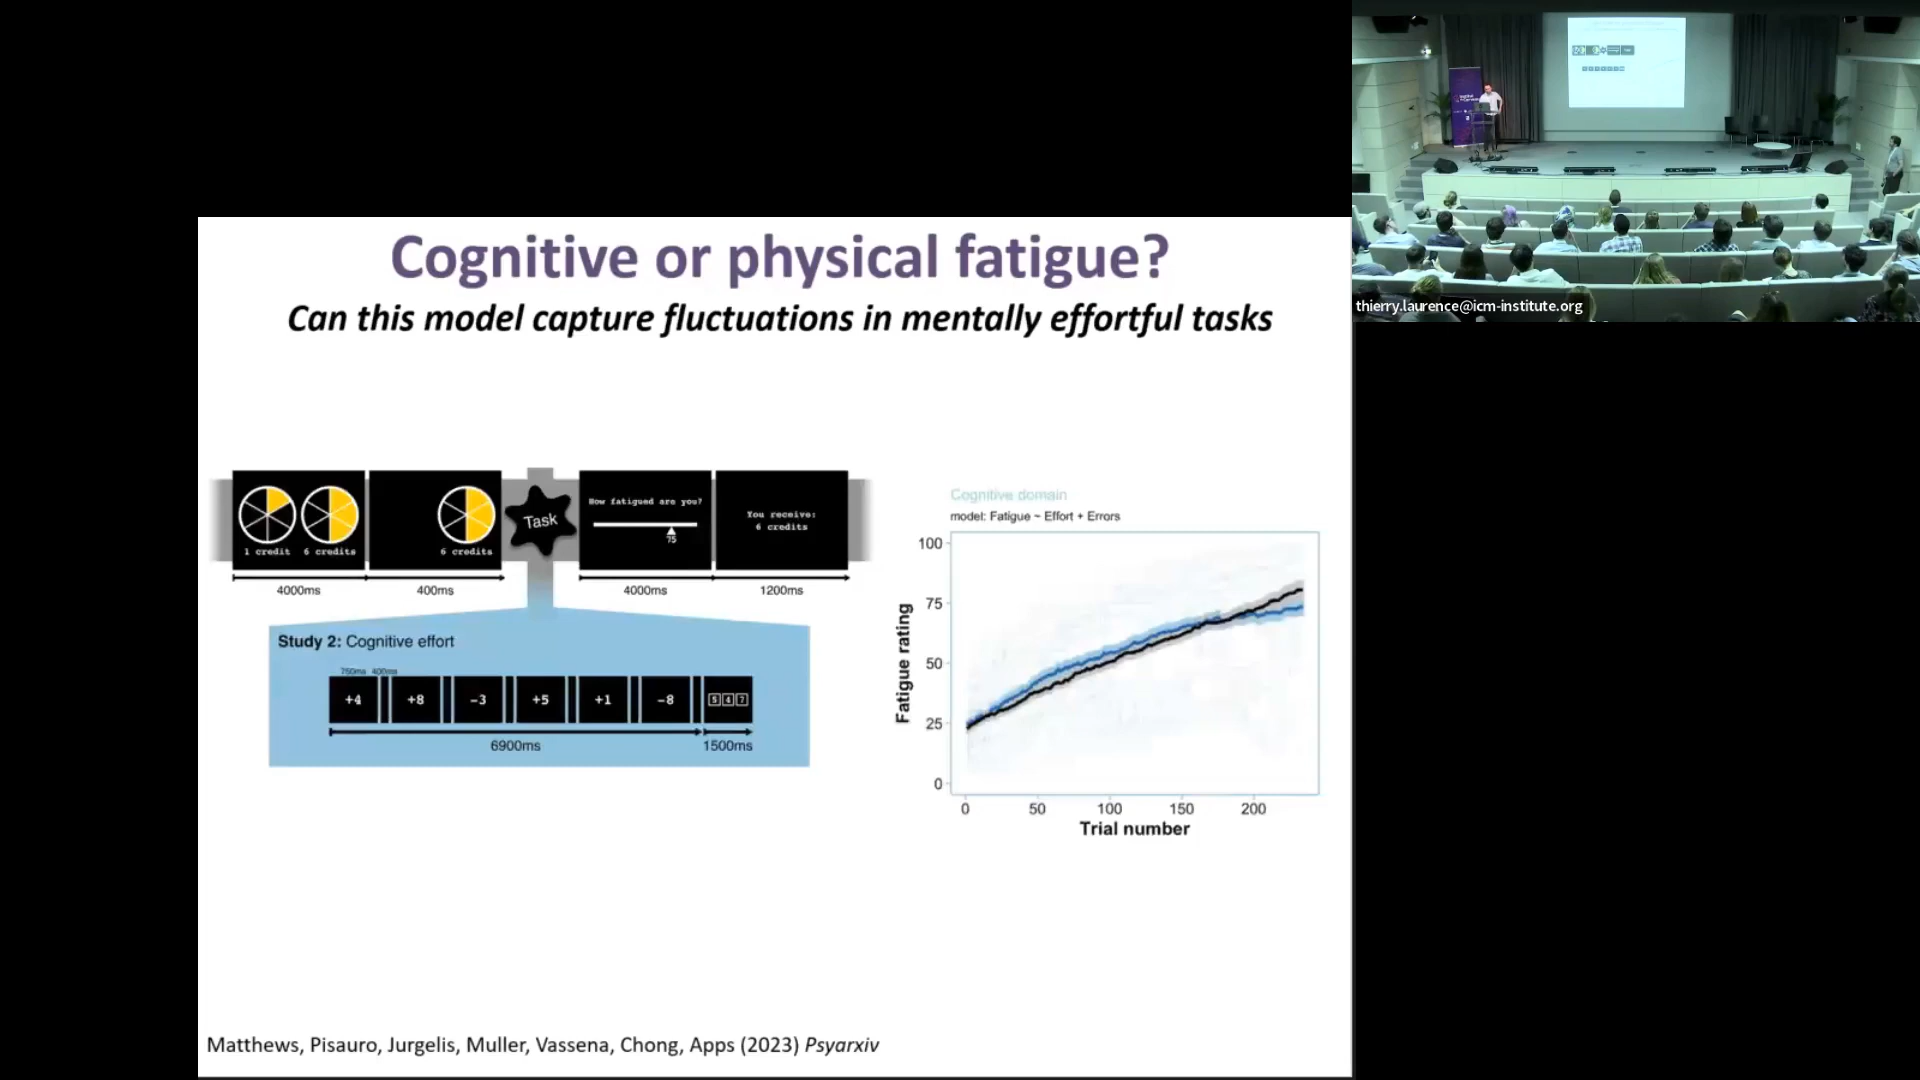 Cognitive or physical fatigue?
Can this model capture fluctuations in mentally effortful tasks
1 credit 6 credits
6 credits
Task
How fatigued are you?
75
You receive:
6 credits
4000ms 400ms 4000ms 1200ms
Study 2: Cognitive effort
750ms 400ms
+4 +8 −3 +5 +1 −8 5 4 7
6900ms 1500ms
Cognitive domain
model: Fatigue ~ Effort + Errors
Fatigue rating
100
75
50
25
0
0 50 100 150 200
Trial number
Matthews, Pisauro, Jurgelis, Muller, Vassena, Chong, Apps (2023) Psyarxiv
thierry.laurence@icm-institute.org